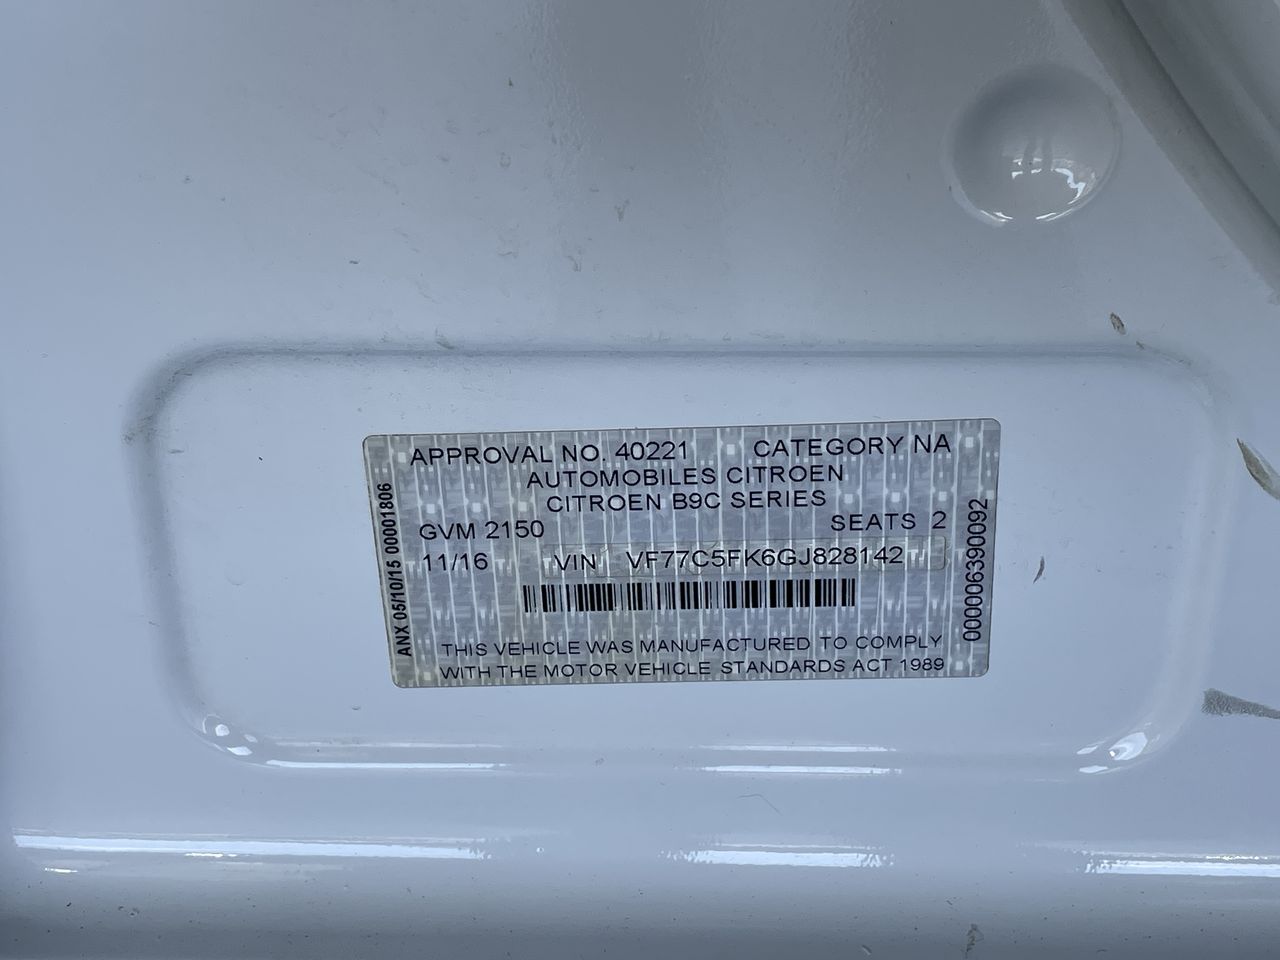 APPROVAL NO. 40221 CATEGORY NA
AUTOMOBILES CITROEN
CITROEN B9C SERIES
GVM 2150 SEATS 2
11/16 VIN VF77C5FK6GJ828142
THIS VEHICLE WAS MANUFACTURED TO COMPLY
WITH THE MOTOR VEHICLE STANDARDS ACT 1989
ANX 05/10/15 00001806
000006390092